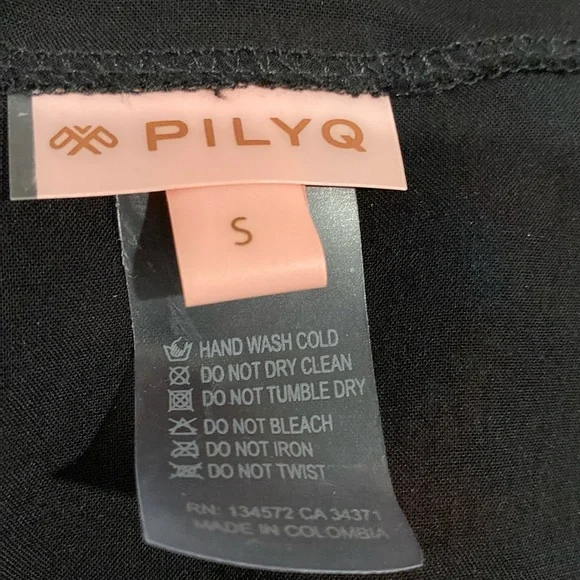 PILYQ
S
HAND WASH COLD
DO NOT DRY CLEAN
DO NOT TUMBLE DRY
DO NOT BLEACH
DO NOT IRON
DO NOT TWIST
RN: 134572 CA 34371
MADE IN COLOMBIA